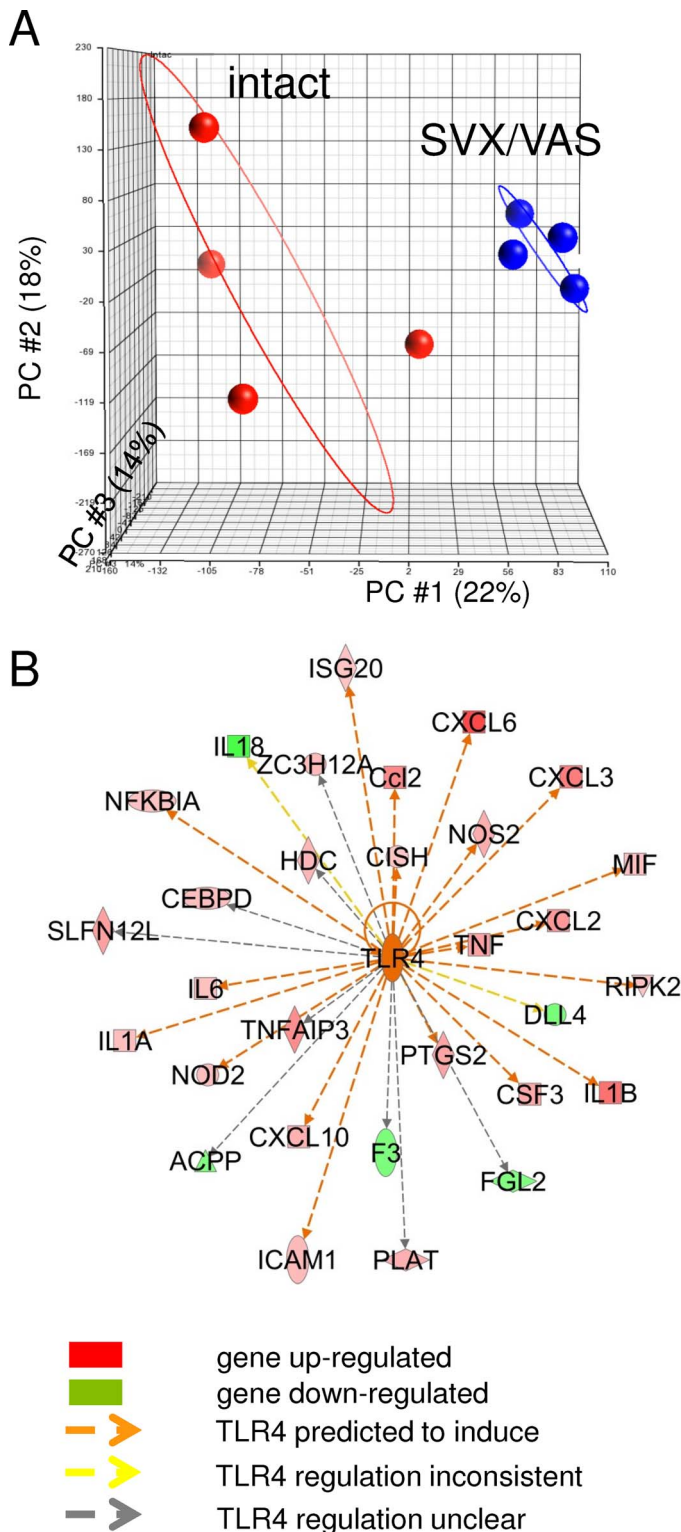 A
intact
SVX/VAS
PC #2 (18%)
230
180
130
80
30
-20
-69
-119
-169
-219
-270
PC #3 (14%)
14%
-160
-132
-105
-78
-51
-25
2
29
56
83
110
PC #1 (22%)
B
ISG20
CXCL6
IL18
ZC3H12A
Ccl2
CXCL3
NFKBIA
NOS2
HDC
CISH
MIF
CEBPD
CXCL2
SLFN12L
TNF
TLR4
IL6
RIPK2
DLL4
TNFAIP3
IL1A
PTGS2
NOD2
CSF3
IL1B
CXCL10
F3
ACPP
FGL2
ICAM1
PLAT
gene up-regulated
gene down-regulated
TLR4 predicted to induce
TLR4 regulation inconsistent
TLR4 regulation unclear